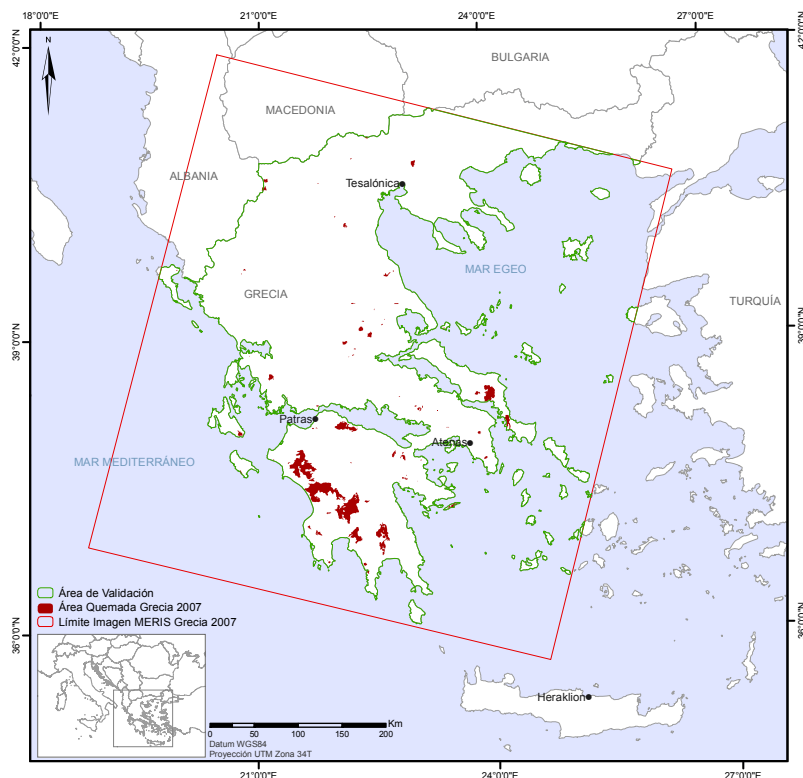 18°0'0"E
21°0'0"E
24°0'0"E
27°0'0"E
42°0'0"N
42°0'0"N
N
BULGARIA
MACEDONIA
ALBANIA
Tesalónica
MAR EGEO
GRECIA
TURQUÍA
39°0'0"N
39°0'0"N
Patras
Atenas
MAR MEDITERRÁNEO
Área de Validación
Área Quemada Grecia 2007
Límite Imagen MERIS Grecia 2007
36°0'0"N
36°0'0"N
Heraklion
Km
0 50 100 150 200
Datum WGS84
Proyección UTM Zona 34T
21°0'0"E
24°0'0"E
27°0'0"E